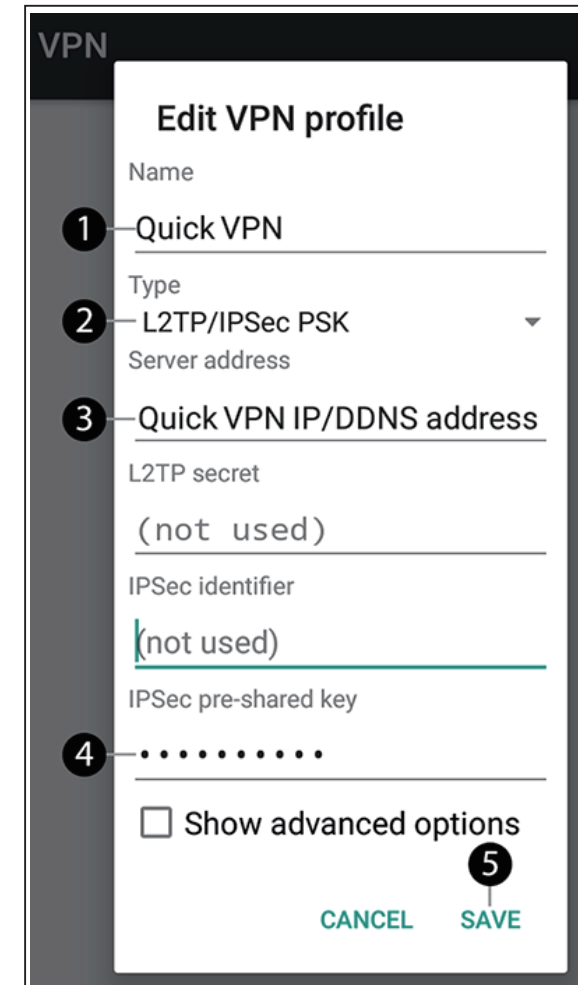 VPN
Edit VPN profile
Name
1 Quick VPN
Type
2 L2TP/IPSec PSK
Server address
3 Quick VPN IP/DDNS address
L2TP secret
(not used)
IPSec identifier
(not used)
IPSec pre-shared key
4 ••••••••••
Show advanced options
5
CANCEL SAVE